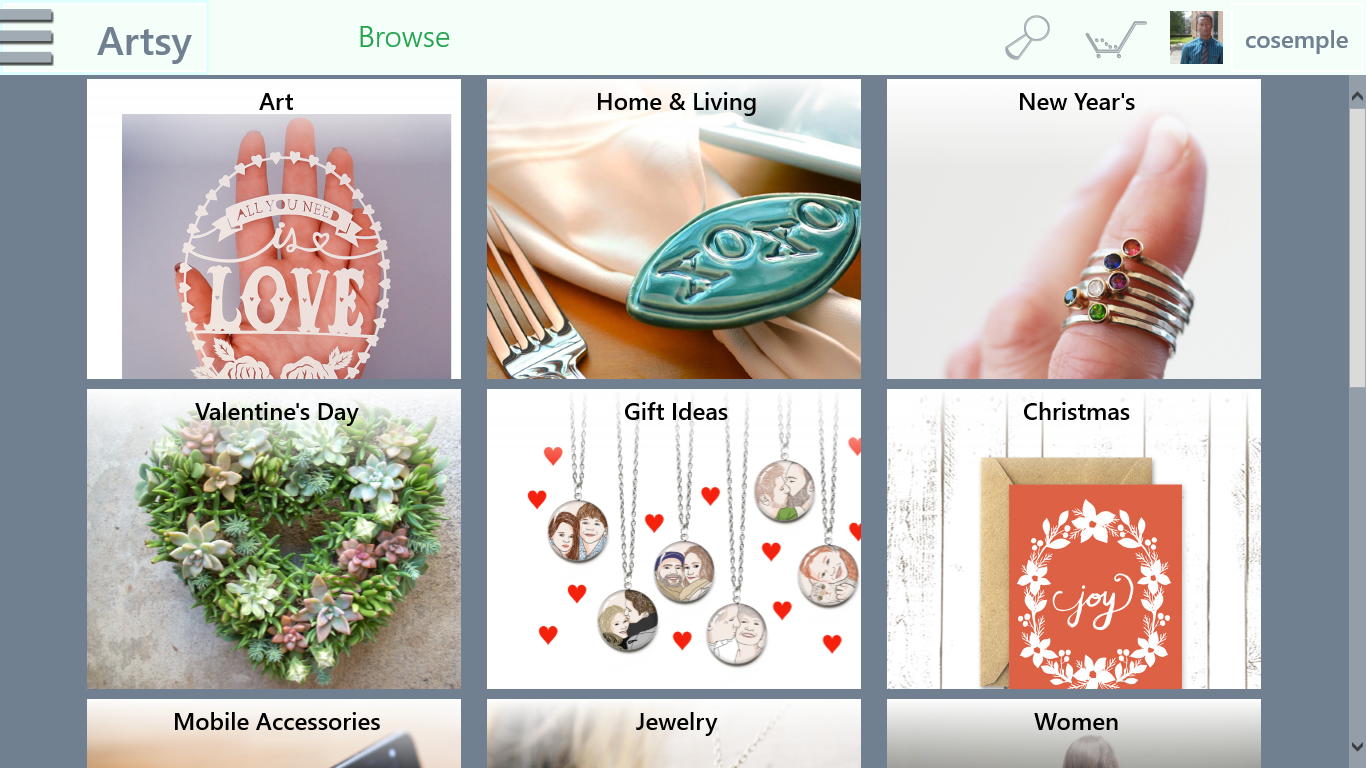 Artsy
Browse
cosemple
Art
Home & Living
New Year's
ALL YOU NEED
is
LOVE
XOXO
Valentine's Day
Gift Ideas
Christmas
joy
Mobile Accessories
Jewelry
Women